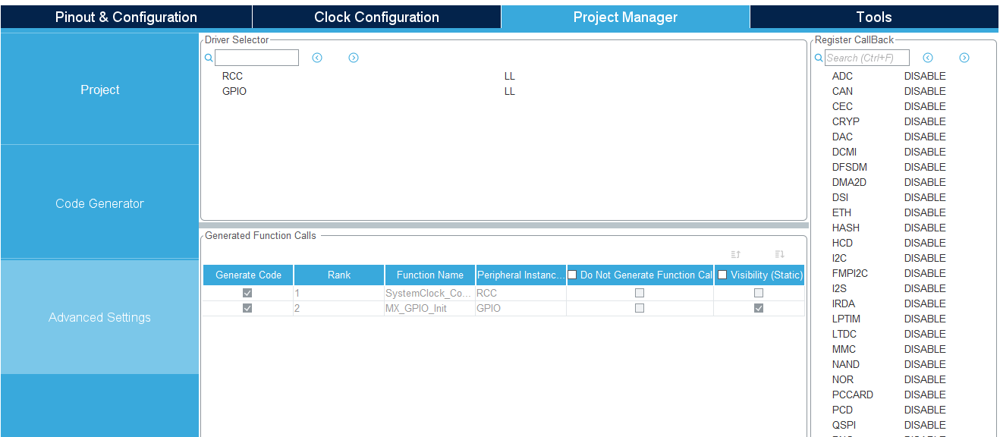 Pinout & Configuration
Clock Configuration
Project Manager
Tools
Project
Code Generator
Advanced Settings
Driver Selector
RCC LL
GPIO LL
Generated Function Calls
Generate Code Rank Function Name Peripheral Instanc... Do Not Generate Function Cal Visibility (Static)
1 SystemClock_Co... RCC
2 MX_GPIO_Init GPIO
Register CallBack
Search (Ctrl+F)
ADC DISABLE
CAN DISABLE
CEC DISABLE
CRYP DISABLE
DAC DISABLE
DCMI DISABLE
DFSDM DISABLE
DMA2D DISABLE
DSI DISABLE
ETH DISABLE
HASH DISABLE
HCD DISABLE
I2C DISABLE
FMPI2C DISABLE
I2S DISABLE
IRDA DISABLE
LPTIM DISABLE
LTDC DISABLE
MMC DISABLE
NAND DISABLE
NOR DISABLE
PCCARD DISABLE
PCD DISABLE
QSPI DISABLE